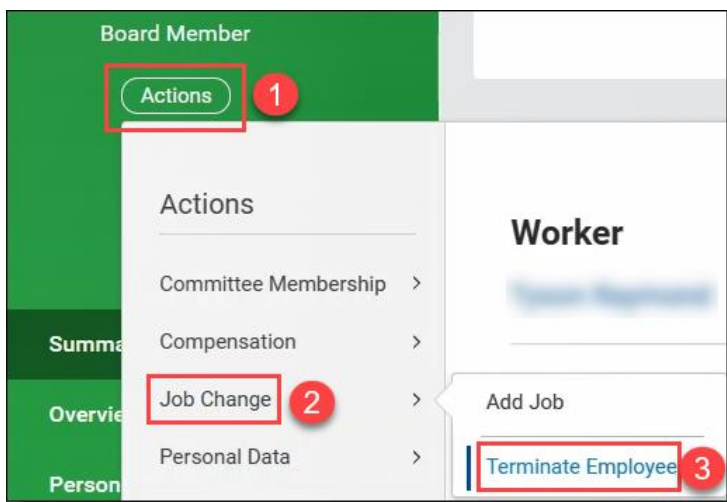 Board Member
Actions
1
Actions
Worker
Committee Membership
Summa
Compensation
Job Change
2
Add Job
Overvie
Personal Data
Terminate Employee
3
Person